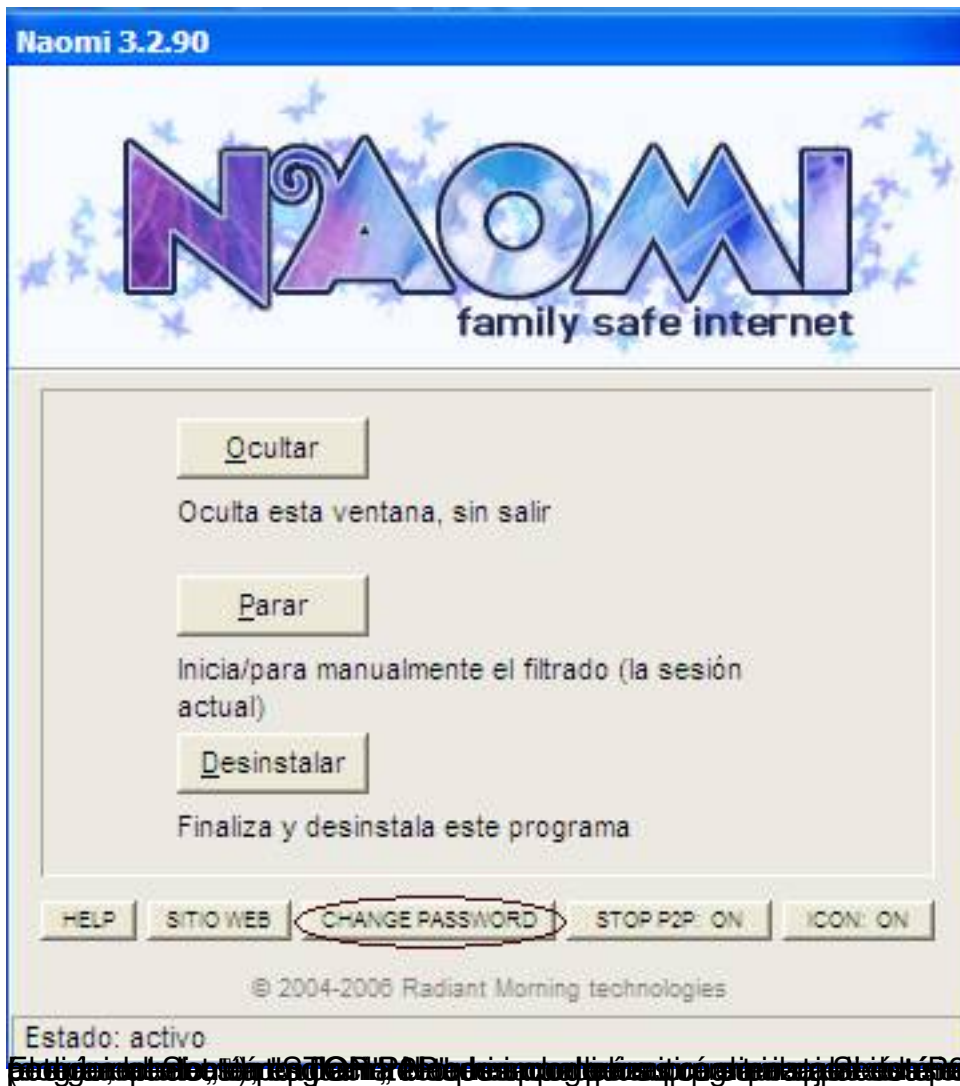 Naomi 3.2.90
NAOMI
family safe internet
Ocultar
Oculta esta ventana, sin salir
Parar
Inicia/para manualmente el filtrado (la sesión
actual)
Desinstalar
Finaliza y desinstala este programa
HELP SITIO WEB CHANGE PASSWORD STOP P2P: ON ICON: ON
© 2004-2006 Radiant Morning technologies
Estado: activo